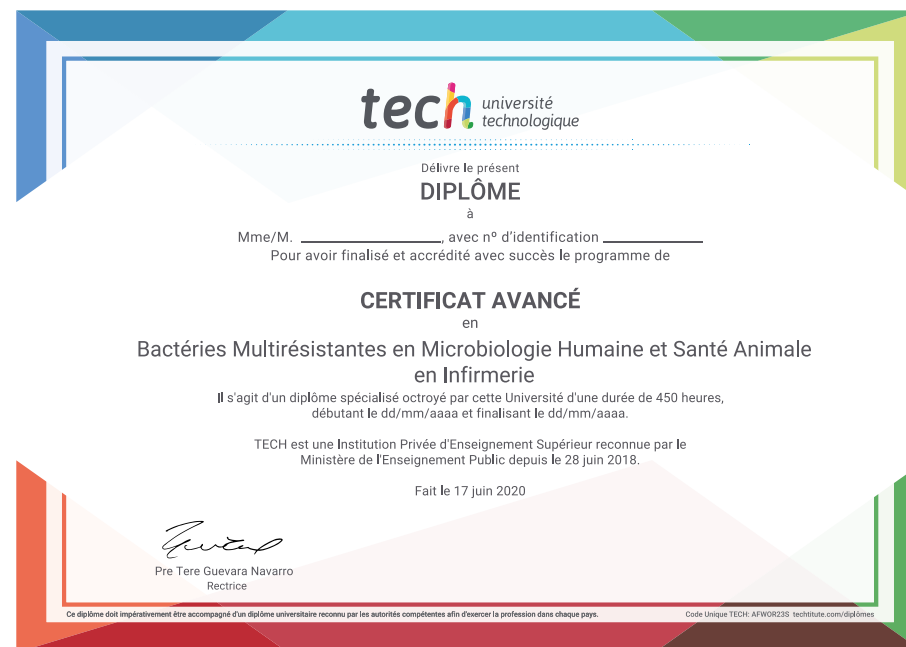 tech université
technologique
Délivre le présent
DIPLÔME
à
Mme/M. ____________________, avec nº d'identification ______________
Pour avoir finalisé et accrédité avec succès le programme de
CERTIFICAT AVANCÉ
en
Bactéries Multirésistantes en Microbiologie Humaine et Santé Animale
en Infirmerie
Il s'agit d'un diplôme spécialisé octroyé par cette Université d'une durée de 450 heures,
débutant le dd/mm/aaaa et finalisant le dd/mm/aaaa.
TECH est une Institution Privée d'Enseignement Supérieur reconnue par le
Ministère de l'Enseignement Public depuis le 28 juin 2018.
Fait le 17 juin 2020
Pre Tere Guevara Navarro
Rectrice
Ce diplôme doit impérativement être accompagné d'un diplôme universitaire reconnu par les autorités compétentes afin d'exercer la profession dans chaque pays.
Code Unique TECH: AFWOR23S techtitute.com/diplômes